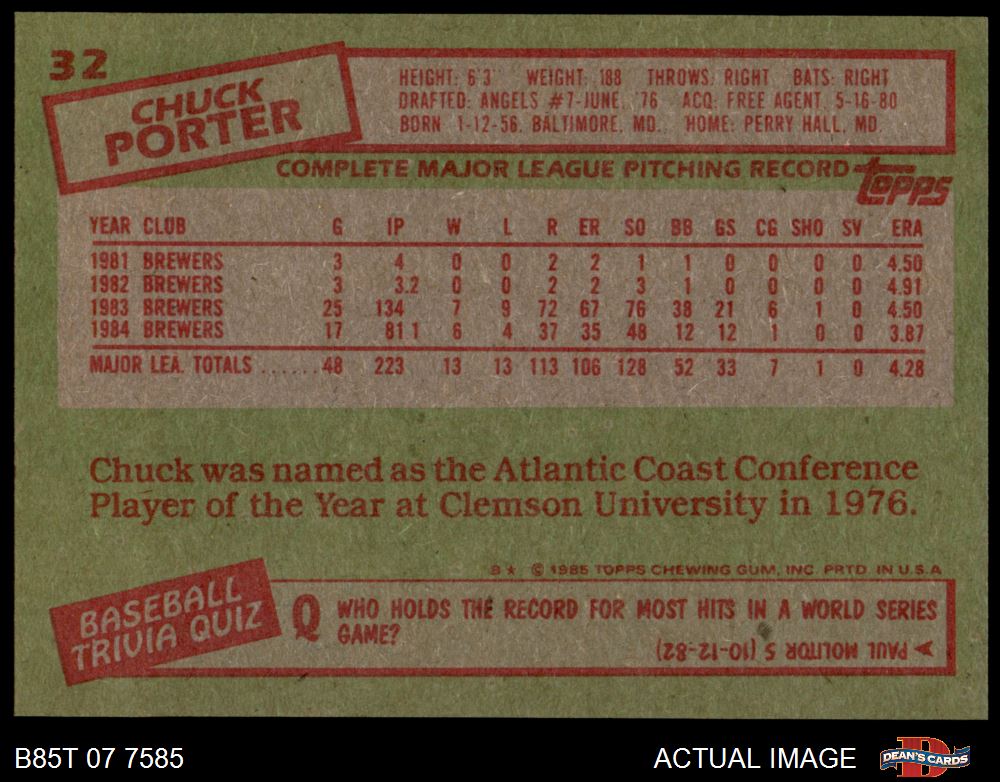 32
CHUCK
PORTER
HEIGHT: 6'3" WEIGHT: 188 THROWS: RIGHT BATS: RIGHT
DRAFTED: ANGELS #7-JUNE, '76 ACQ: FREE AGENT, 5-16-80
BORN 1-12-56, BALTIMORE, MD. HOME: PERRY HALL, MD.
COMPLETE MAJOR LEAGUE PITCHING RECORD
topps
YEAR CLUB G IP W L R ER SO BB GS CG SHO SV ERA
1981 BREWERS 3 4 0 0 2 2 1 1 0 0 0 0 4.50
1982 BREWERS 3 3.2 0 0 2 2 3 1 0 0 0 0 4.91
1983 BREWERS 25 134 7 9 72 67 76 38 21 6 1 0 4.50
1984 BREWERS 17 81.1 6 4 37 35 48 12 12 1 0 0 3.87
MAJOR LEA. TOTALS ......48 223 13 13 113 106 128 52 33 7 1 0 4.28
Chuck was named as the Atlantic Coast Conference
Player of the Year at Clemson University in 1976.
B★ © 1985 TOPPS CHEWING GUM, INC. PRTD. IN U.S.A
BASEBALL
TRIVIA QUIZ
Q WHO HOLDS THE RECORD FOR MOST HITS IN A WORLD SERIES
GAME?
A PAUL MOLITOR 5 (10-12-82)
B85T 07 7585
ACTUAL IMAGE
DEAN'S CARDS